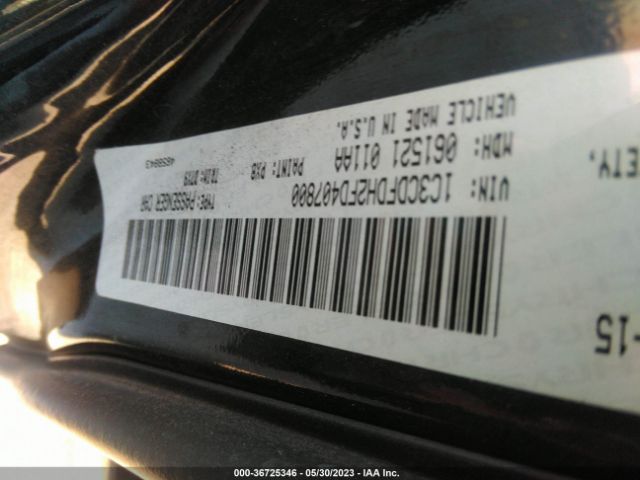 ETY.
-15
VIN: 1C3CDFDH2FD407800
TYPE: PASSENGER CAR
MDH: 061521 011AA
PAINT: PXB
VEHICLE MADE IN U.S.A.
000-36725346 - 05/30/2023 - IAA Inc.